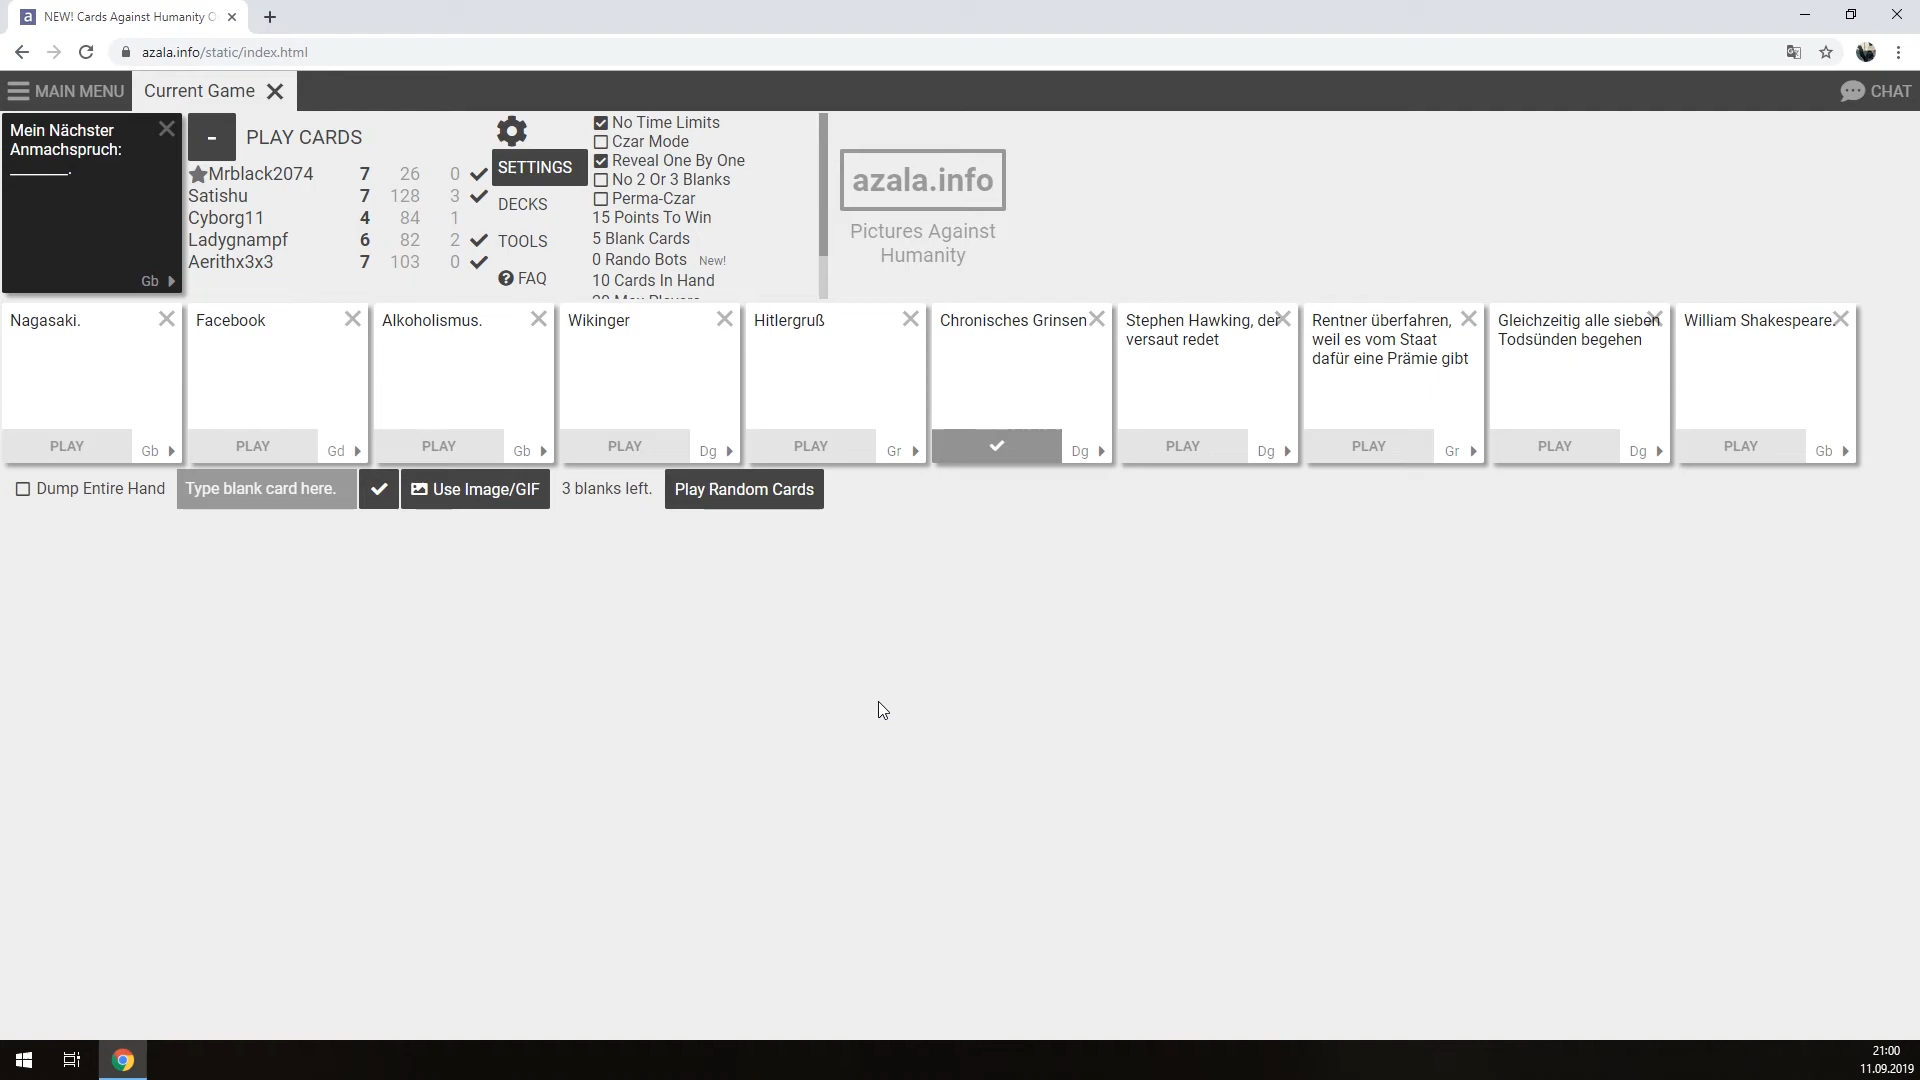 NEW! Cards Against Humanity O
azala.info/static/index.html
MAIN MENU
Current Game
CHAT
Mein Nächster
Anmachspruch:
______.
Gb
-
PLAY CARDS
Mrblack2074 7 26 0
Satishu 7 128 3
Cyborg11 4 84 1
Ladygnampf 6 82 2
Aerithx3x3 7 103 0
SETTINGS
DECKS
TOOLS
FAQ
No Time Limits
Czar Mode
Reveal One By One
No 2 Or 3 Blanks
Perma-Czar
15 Points To Win
5 Blank Cards
0 Rando Bots New!
10 Cards In Hand
20 Max Players
azala.info
Pictures Against
Humanity
Nagasaki.
PLAY
Gb
Facebook
PLAY
Gd
Alkoholismus.
PLAY
Gb
Wikinger
PLAY
Dg
Hitlergruß
PLAY
Gr
Chronisches Grinsen
Dg
Stephen Hawking, der
versaut redet
PLAY
Dg
Rentner überfahren,
weil es vom Staat
dafür eine Prämie gibt
PLAY
Gr
Gleichzeitig alle sieben
Todsünden begehen
PLAY
Dg
William Shakespeare.
PLAY
Gb
Dump Entire Hand
Type blank card here.
Use Image/GIF
3 blanks left.
Play Random Cards
21:00
11.09.2019